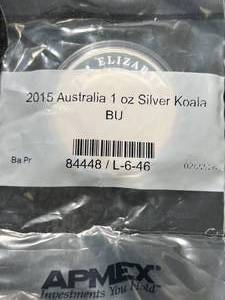 ELIZAB
2015 Australia 1 oz Silver Koala
BU
Ba.Pr
84448 / L-6-46
APMEX
Investments You Hold